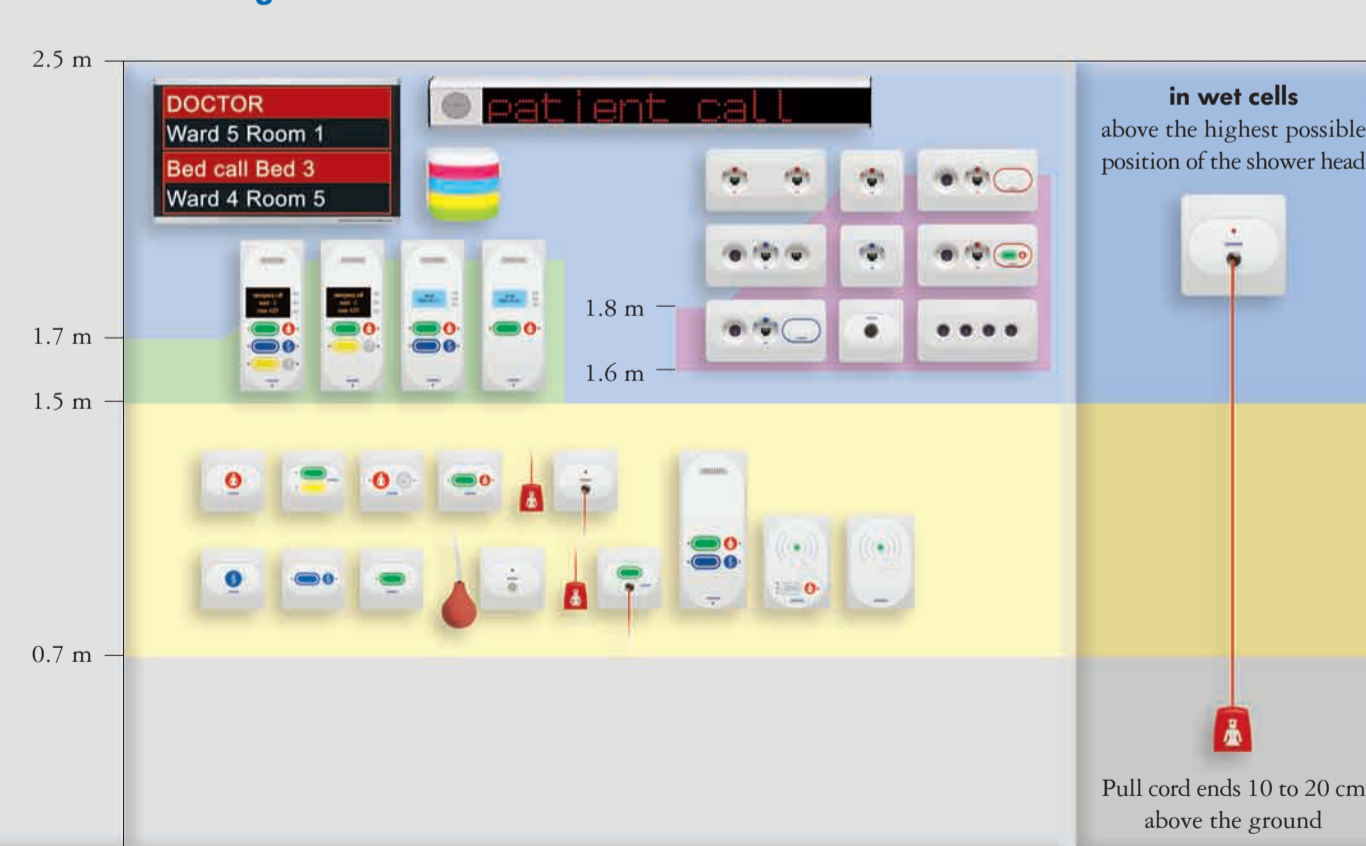 2.5 m
DOCTOR
Ward 5 Room 1
Bed call Bed 3
Ward 4 Room 5
patient call
in wet cells
above the highest possible
position of the shower head
1.8 m
1.7 m
1.6 m
1.5 m
0.7 m
Pull cord ends 10 to 20 cm
above the ground